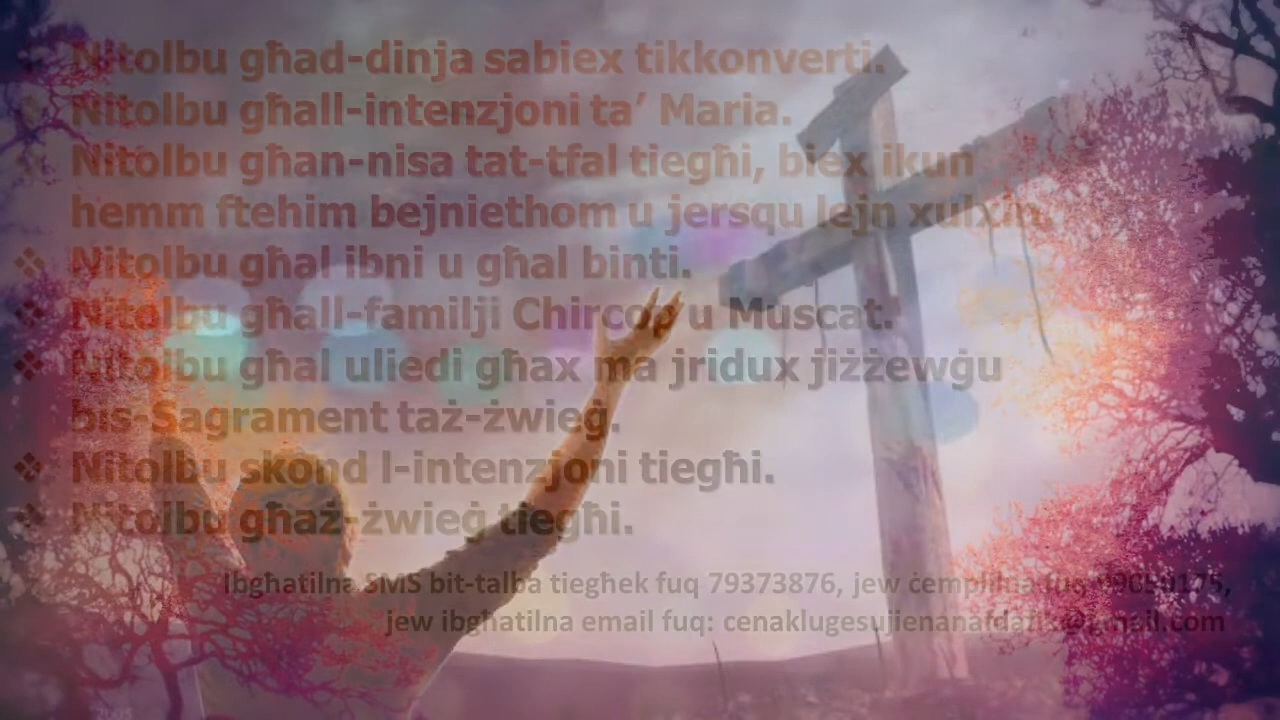 Nitolbu għad-dinja sabiex tikkonverti.
Nitolbu għall-intenzjoni ta’ Maria.
Nitolbu għan-nisa tat-tfal tiegħi, biex ikun
hemm ftehim bejniethom u jersqu lejn xulxin.
❖ Nitolbu għal ibni u għal binti.
❖ Nitolbu għall-familji Chircop u Muscat.
❖ Nitolbu għal uliedi għax ma jridux jiżżewġu
bis-Sagrament taż-żwieġ.
❖ Nitolbu skond l-intenzjoni tiegħi.
❖ Nitolbu għaż-żwieġ tiegħi.
Ibgħatilna SMS bit-talba tiegħek fuq 79373876, jew ċemplilna fuq
jew ibgħatilna email fuq: